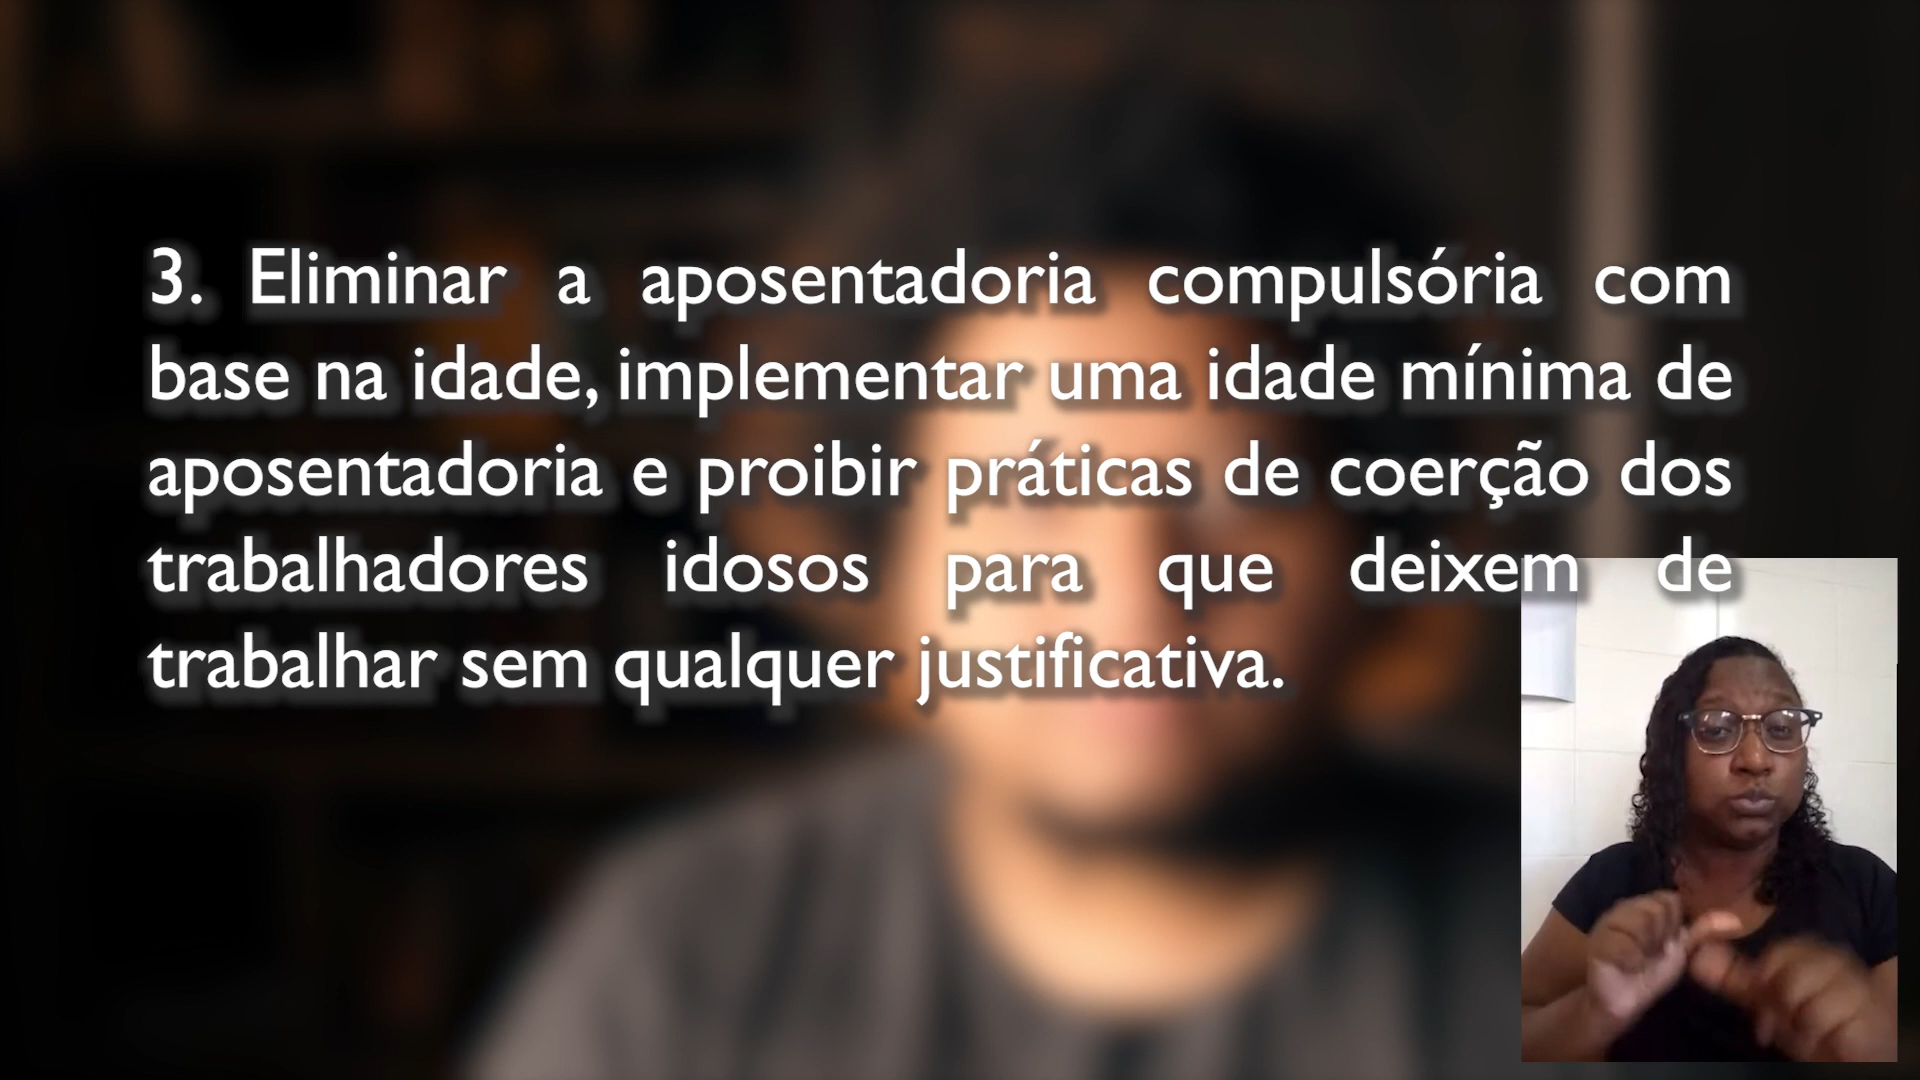 3. Eliminar a aposentadoria compulsória com
base na idade, implementar uma idade mínima de
aposentadoria e proibir práticas de coerção dos
trabalhadores idosos para que deixem de
trabalhar sem qualquer justificativa.